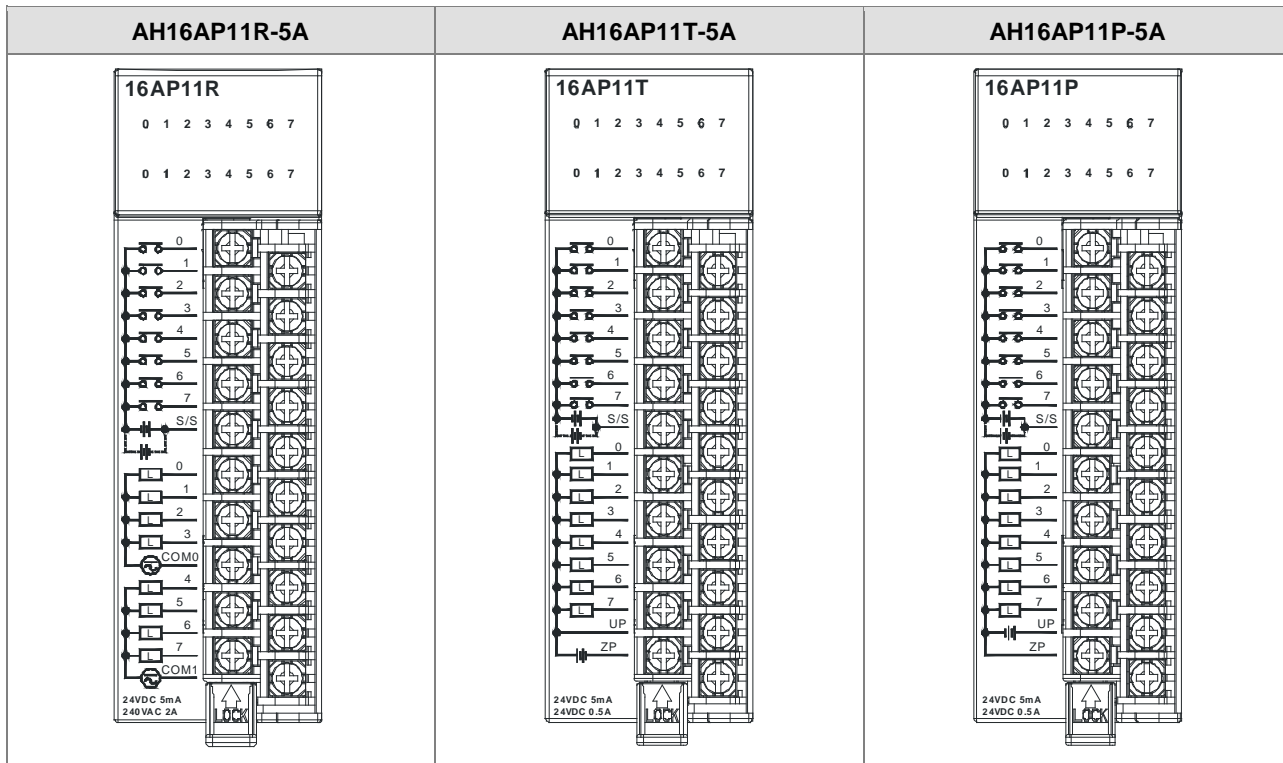 AH16AP11R-5A
AH16AP11T-5A
AH16AP11P-5A
16AP11R
0 1 2 3 4 5 6 7
0 1 2 3 4 5 6 7
0
1
2
3
4
5
6
7
S/S
0
1
2
3
COM0
4
5
6
7
COM1
L
L
L
L
L
L
L
L
24VDC 5mA
240VAC 2A
LOCK
16AP11T
0 1 2 3 4 5 6 7
0 1 2 3 4 5 6 7
0
1
2
3
4
5
6
7
S/S
0
1
2
3
4
5
6
7
UP
ZP
L
L
L
L
L
L
L
L
24VDC 5mA
24VDC 0.5A
LOCK
16AP11P
0 1 2 3 4 5 6 7
0 1 2 3 4 5 6 7
0
1
2
3
4
5
6
7
S/S
0
1
2
3
4
5
6
7
UP
ZP
L
L
L
L
L
L
L
L
24VDC 5mA
24VDC 0.5A
LOCK